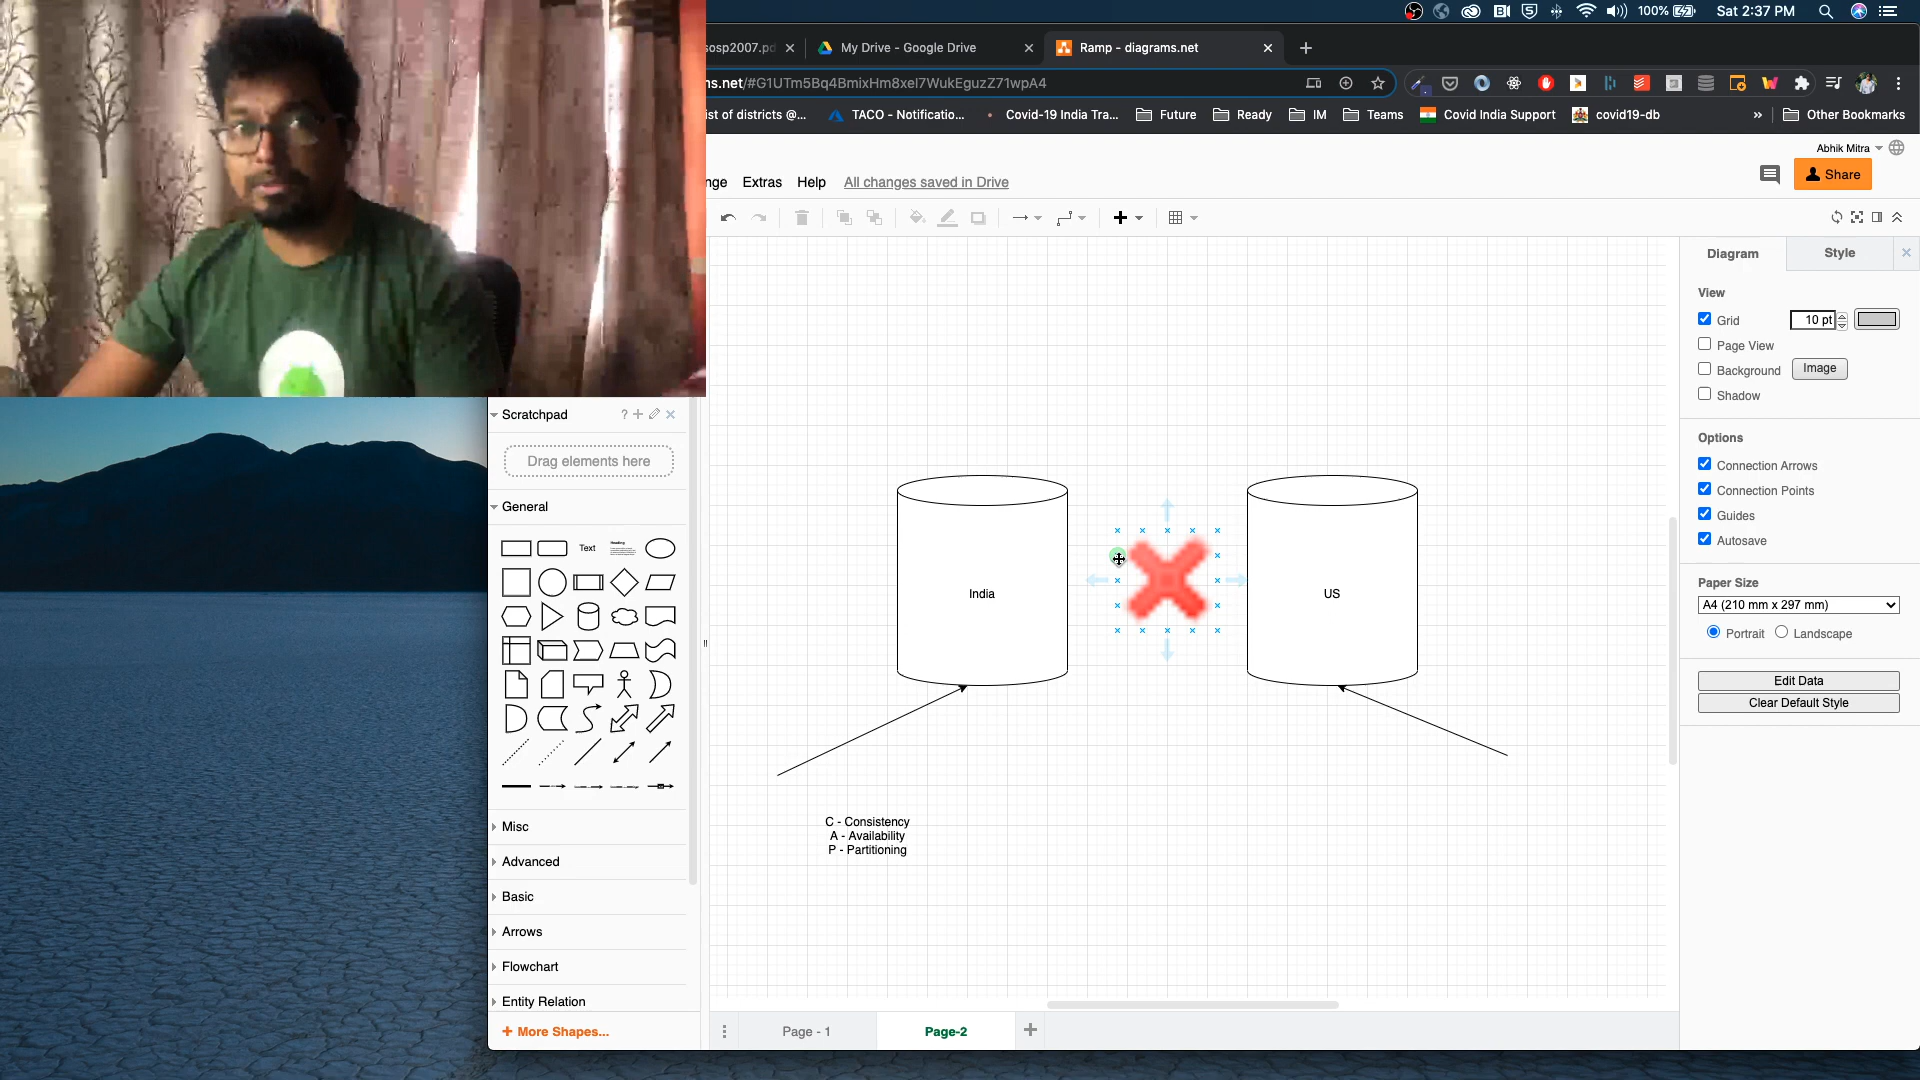 100%
Sat 2:37 PM
sosp2007.pd
My Drive - Google Drive
Ramp - diagrams.net
ms.net/#G1UTm5Bq4BmixHm8xeI7WukEguzZ71wpA4
ist of districts @...
TACO - Notificatio...
Covid-19 India Tra...
Future
Ready
IM
Teams
Covid India Support
covid19-db
»
Other Bookmarks
Abhik Mitra
nge
Extras
Help
All changes saved in Drive
Share
Diagram
Style
View
Grid
10 pt
Page View
Background
Image
Shadow
Options
Connection Arrows
Connection Points
Guides
Autosave
Paper Size
A4 (210 mm x 297 mm)
Portrait
Landscape
Edit Data
Clear Default Style
Scratchpad
?
Drag elements here
General
Text
Heading
Misc
Advanced
Basic
Arrows
Flowchart
Entity Relation
+ More Shapes...
India
US
C - Consistency
A - Availability
P - Partitioning
Page - 1
Page-2